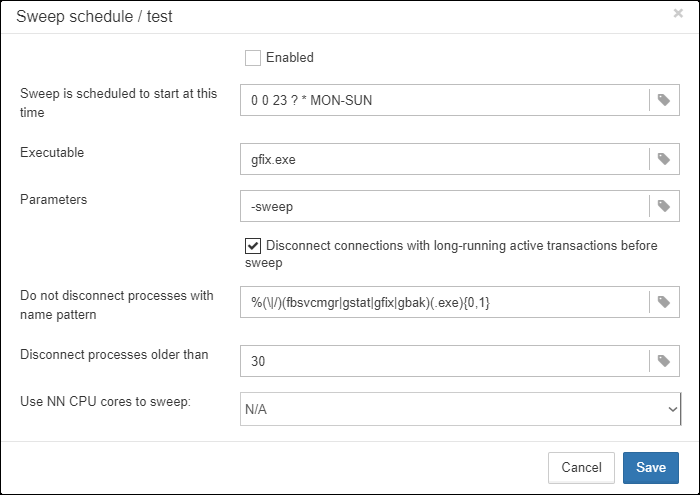 Sweep schedule / test
×
Enabled
Sweep is scheduled to start at this
time
0 0 23 ? * MON-SUN
Executable
gfix.exe
Parameters
-sweep
Disconnect connections with long-running active transactions before
sweep
Do not disconnect processes with
name pattern
%(\|/)(fbsvcmgr|gstat|gfix|gbak)(.exe){0,1}
Disconnect processes older than
30
Use NN CPU cores to sweep:
N/A
Cancel
Save